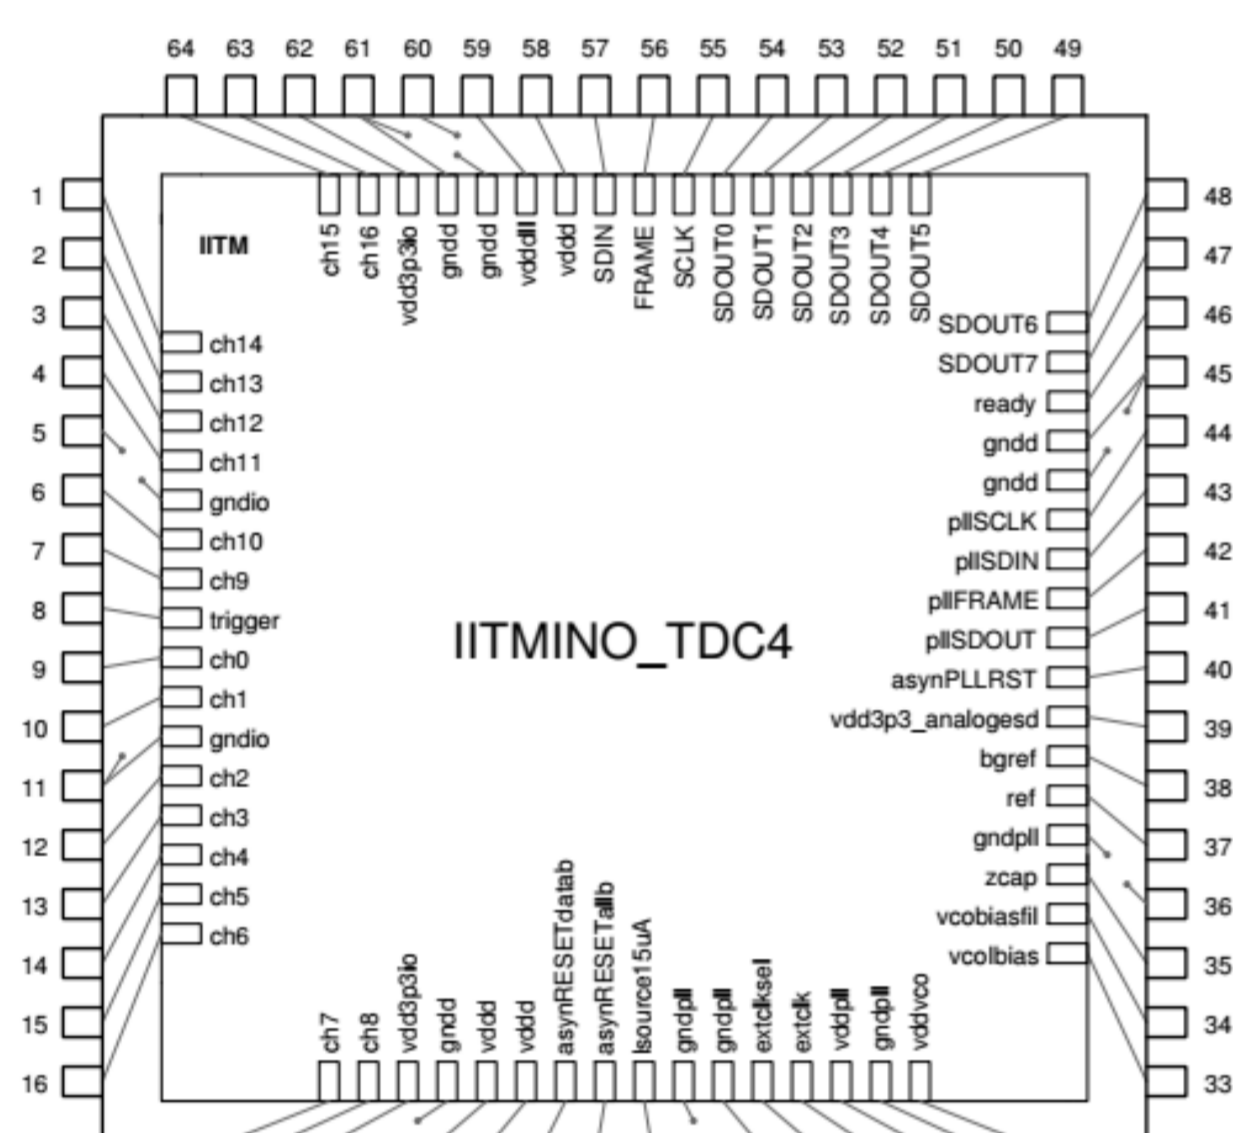 64 63 62 61 60 59 58 57 56 55 54 53 52 51 50 49
1
2
3
4
5
6
7
8
9
10
11
12
13
14
15
16
IITM
ch15
ch16
vdd3p3io
gndd
gndd
vdddll
vddd
SDIN
FRAME
SCLK
SDOUT0
SDOUT1
SDOUT2
SDOUT3
SDOUT4
SDOUT5
ch14
ch13
ch12
ch11
gndio
ch10
ch9
trigger
ch0
ch1
gndio
ch2
ch3
ch4
ch5
ch6
IITMINO_TDC4
SDOUT6
SDOUT7
ready
gndd
gndd
pllSCLK
pllSDIN
pllFRAME
pllSDOUT
asynPLLRST
vdd3p3_analogesd
bgref
ref
gndpll
zcap
vcobiasfil
vcoIbias
ch7
ch8
vdd3p3io
gndd
vddd
vddd
asynRESETdatab
asynRESETallb
Isource15uA
gndpll
gndpll
extclksel
extclk
vddpll
gndpll
vddvco
48
47
46
45
44
43
42
41
40
39
38
37
36
35
34
33